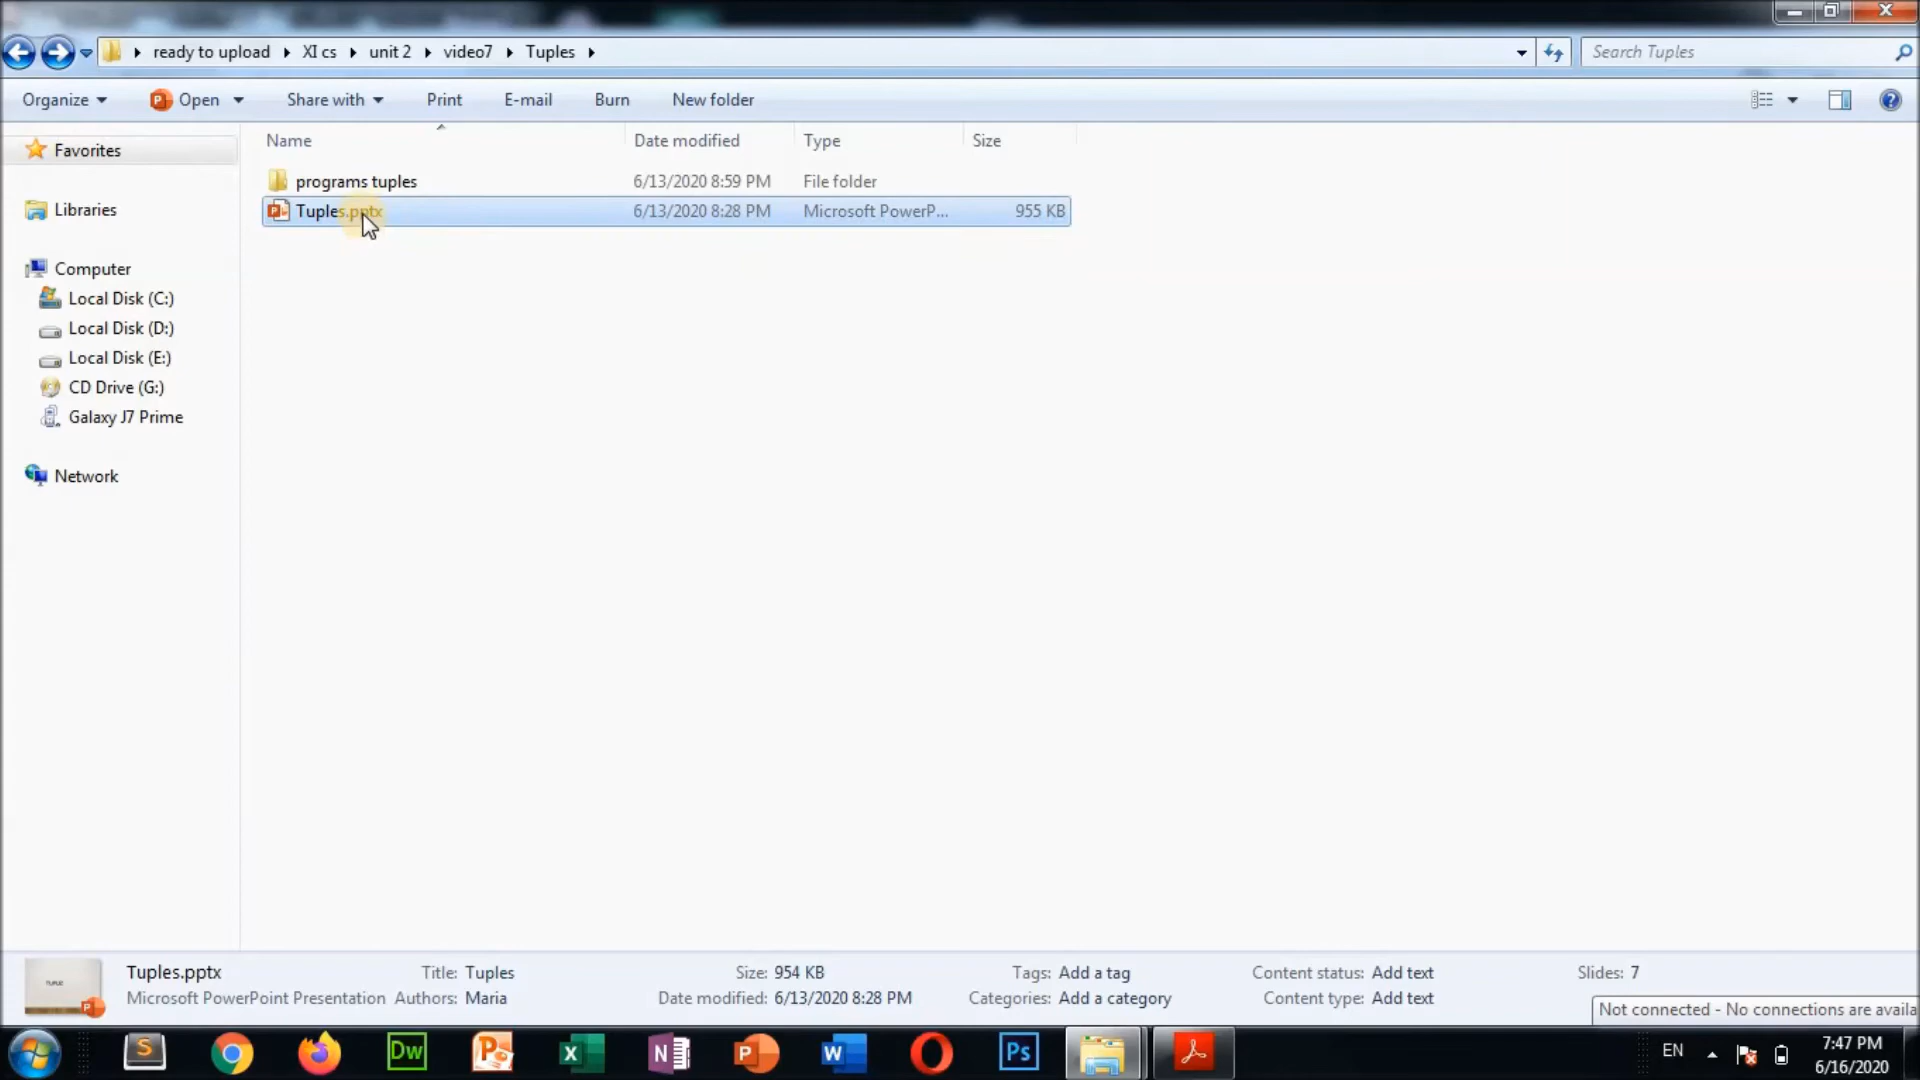 ready to upload XI cs unit 2 video7 Tuples
Search Tuples
Organize Open Share with Print E-mail Burn New folder
Name Date modified Type Size
Favorites
programs tuples 6/13/2020 8:59 PM File folder
Tuples.pptx 6/13/2020 8:28 PM Microsoft PowerP... 955 KB
Libraries
Computer
Local Disk (C:)
Local Disk (D:)
Local Disk (E:)
CD Drive (G:)
Galaxy J7 Prime
Network
Tuples.pptx Title: Tuples Size: 954 KB Tags: Add a tag Content status: Add text Slides: 7
Microsoft PowerPoint Presentation Authors: Maria Date modified: 6/13/2020 8:28 PM Categories: Add a category Content type: Add text
Not connected - No connections are availa
S Dw P X N P W Ps EN 7:47 PM
6/16/2020